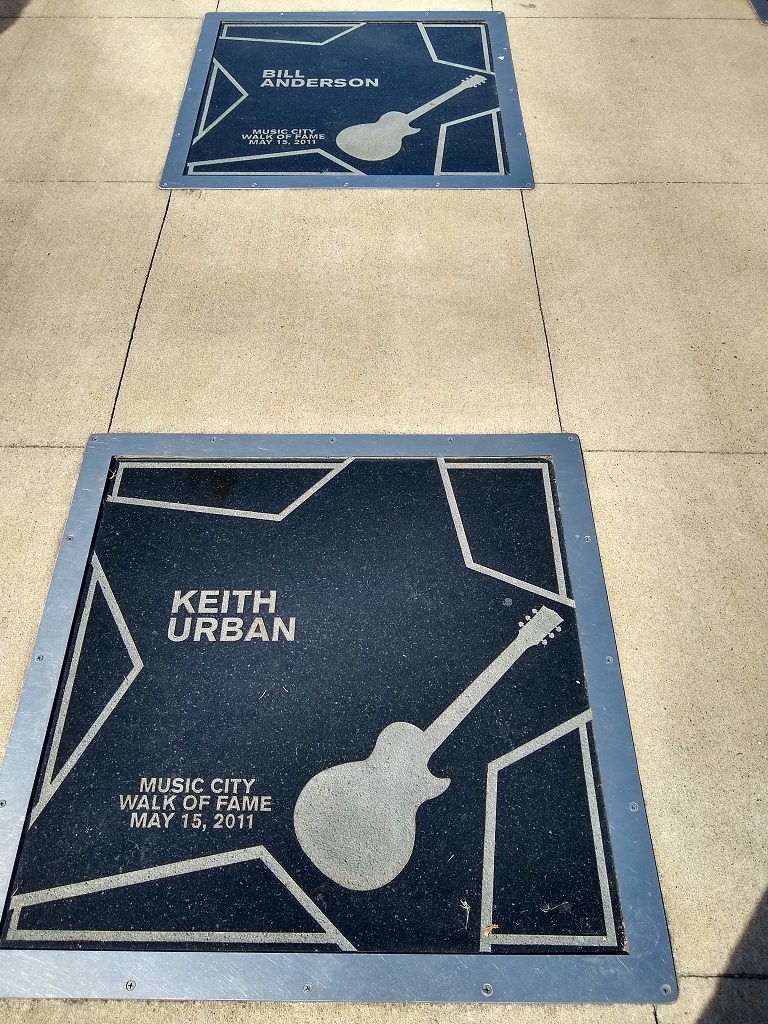 BILL
ANDERSON
MUSIC CITY
WALK OF FAME
MAY 15, 2011
KEITH
URBAN
MUSIC CITY
WALK OF FAME
MAY 15, 2011